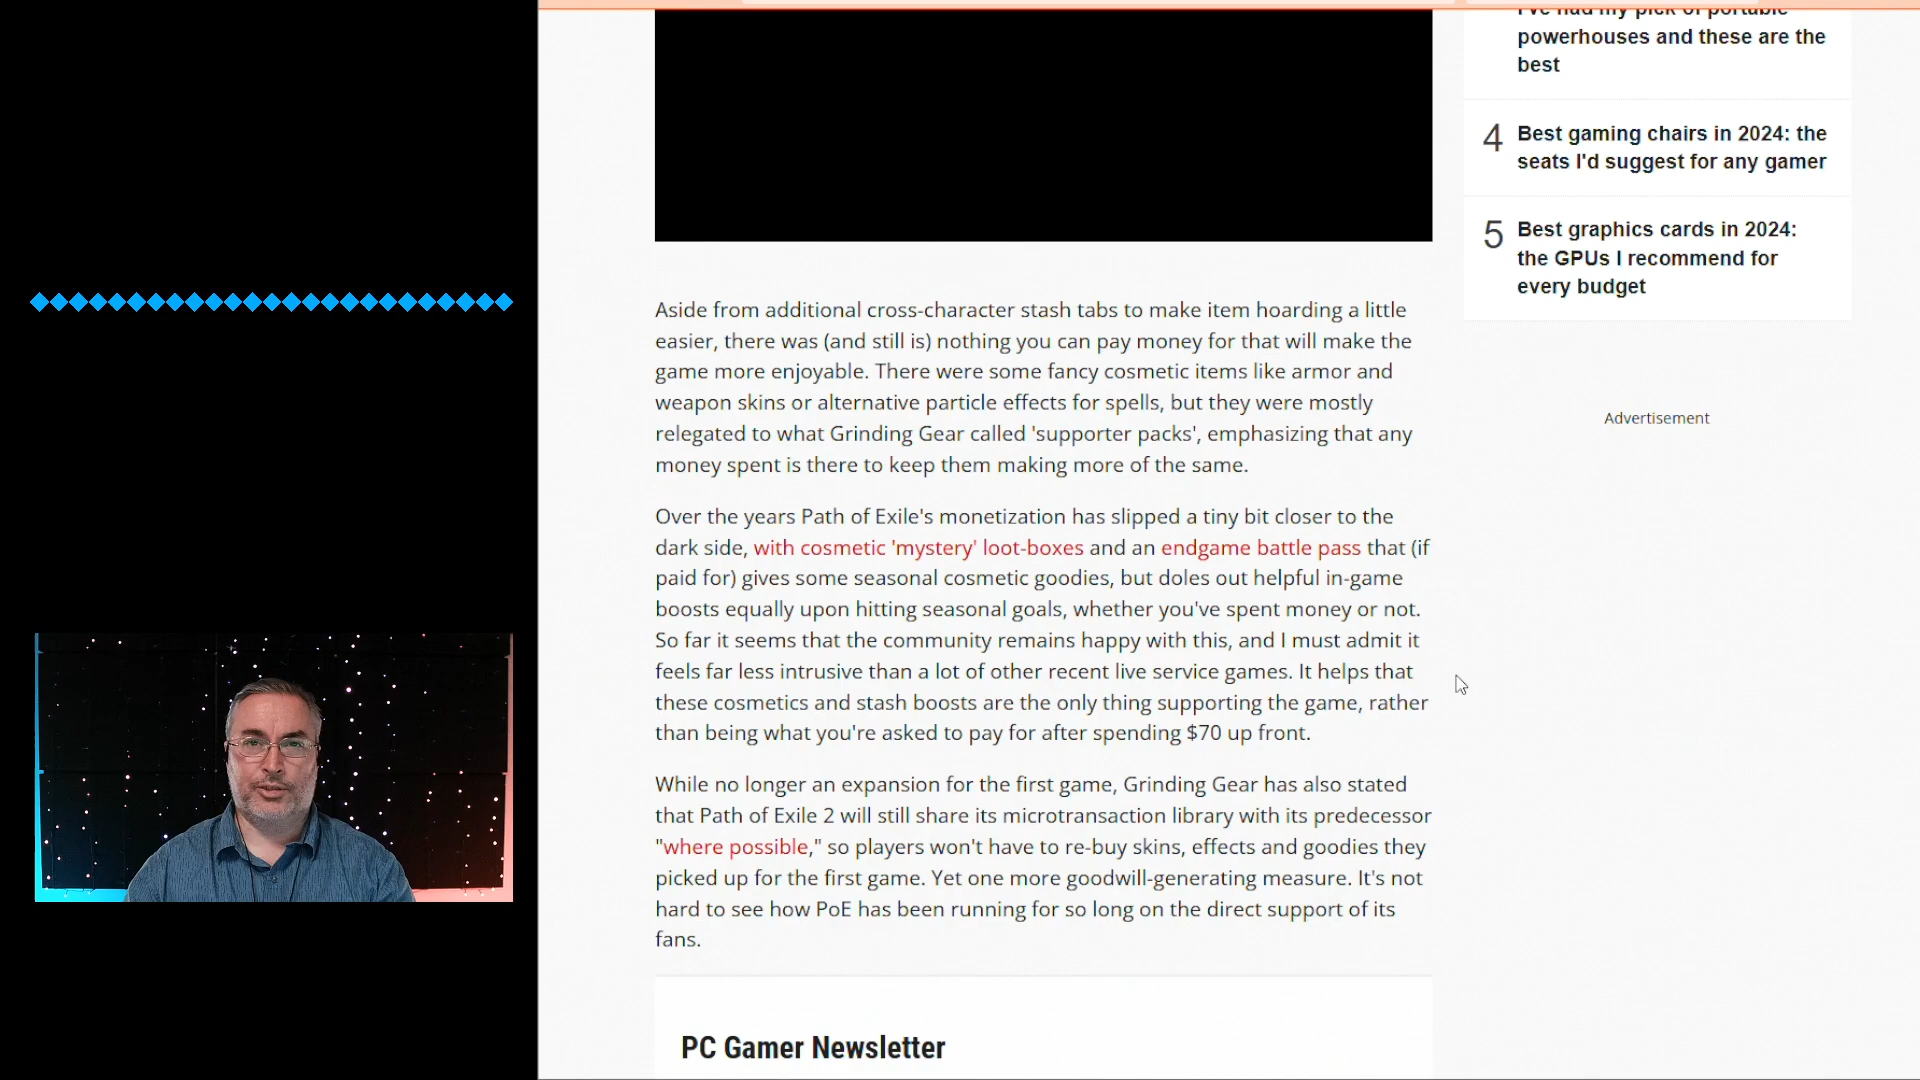 I've had my pick of portable
powerhouses and these are the
best
4
Best gaming chairs in 2024: the
seats I'd suggest for any gamer
5
Best graphics cards in 2024:
the GPUs I recommend for
every budget
Advertisement
Aside from additional cross-character stash tabs to make item hoarding a little
easier, there was (and still is) nothing you can pay money for that will make the
game more enjoyable. There were some fancy cosmetic items like armor and
weapon skins or alternative particle effects for spells, but they were mostly
relegated to what Grinding Gear called 'supporter packs', emphasizing that any
money spent is there to keep them making more of the same.
Over the years Path of Exile's monetization has slipped a tiny bit closer to the
dark side, with cosmetic 'mystery' loot-boxes and an endgame battle pass that (if
paid for) gives some seasonal cosmetic goodies, but doles out helpful in-game
boosts equally upon hitting seasonal goals, whether you've spent money or not.
So far it seems that the community remains happy with this, and I must admit it
feels far less intrusive than a lot of other recent live service games. It helps that
these cosmetics and stash boosts are the only thing supporting the game, rather
than being what you're asked to pay for after spending $70 up front.
While no longer an expansion for the first game, Grinding Gear has also stated
that Path of Exile 2 will still share its microtransaction library with its predecessor
"where possible," so players won't have to re-buy skins, effects and goodies they
picked up for the first game. Yet one more goodwill-generating measure. It's not
hard to see how PoE has been running for so long on the direct support of its
fans.
PC Gamer Newsletter